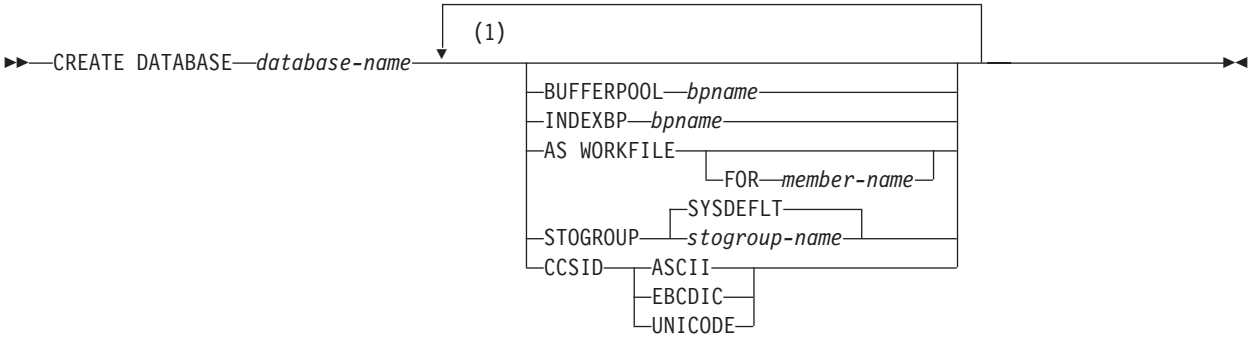 (1)
CREATE DATABASE database-name
BUFFERPOOL bpname
INDEXBP bpname
AS WORKFILE
FOR member-name
SYSDEFLT
STOGROUP stogroup-name
CCSID ASCII
EBCDIC
UNICODE